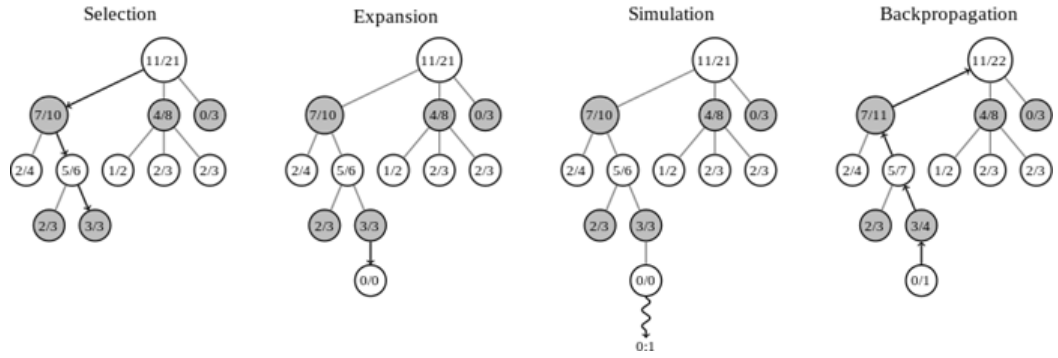 Selection
11/21
7/10 4/8 0/3
2/4 5/6 1/2 2/3 2/3
2/3 3/3
Expansion
11/21
7/10 4/8 0/3
2/4 5/6 1/2 2/3 2/3
2/3 3/3
0/0
Simulation
11/21
7/10 4/8 0/3
2/4 5/6 1/2 2/3 2/3
2/3 3/3
0/0
0:1
Backpropagation
11/22
7/11 4/8 0/3
2/4 5/7 1/2 2/3 2/3
2/3 3/4
0/1